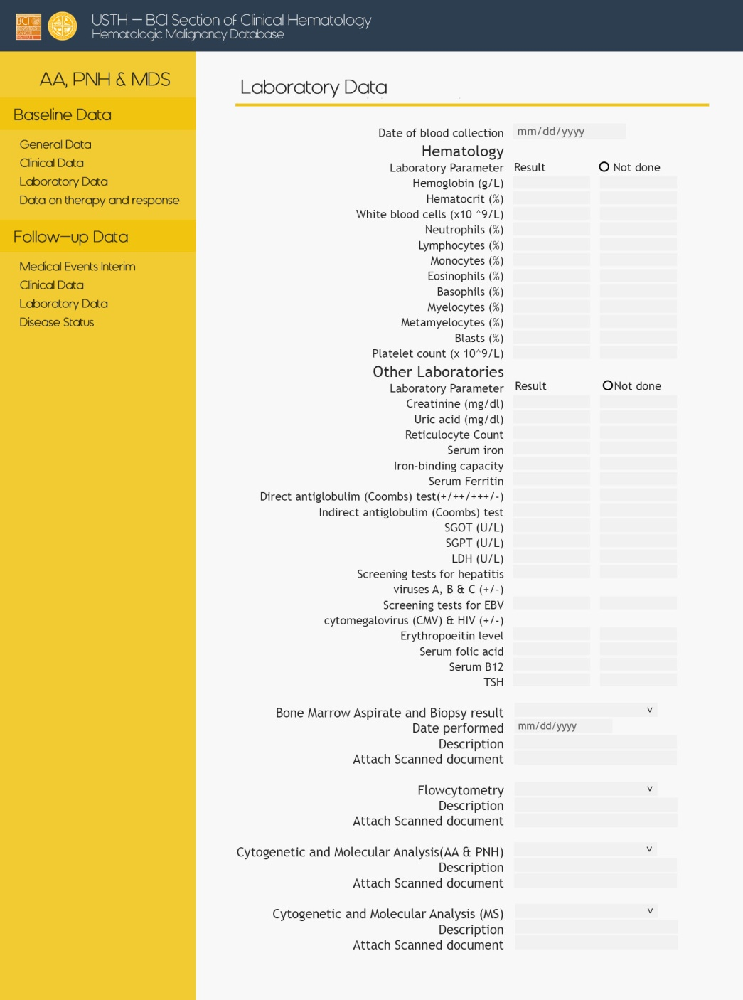 BCI
USTH – BCI Section of Clinical Hematology
Hematologic Malignancy Database
AA, PNH & MDS
Baseline Data
General Data
Clinical Data
Laboratory Data
Data on therapy and response
Follow-up Data
Medical Events Interim
Clinical Data
Laboratory Data
Disease Status
Laboratory Data
Date of blood collection mm/dd/yyyy
Hematology
Laboratory Parameter Result Not done
Hemoglobin (g/L)
Hematocrit (%)
White blood cells (x10 ^9/L)
Neutrophils (%)
Lymphocytes (%)
Monocytes (%)
Eosinophils (%)
Basophils (%)
Myelocytes (%)
Metamyelocytes (%)
Blasts (%)
Platelet count (x 10^9/L)
Other Laboratories
Laboratory Parameter Result Not done
Creatinine (mg/dl)
Uric acid (mg/dl)
Reticulocyte Count
Serum iron
Iron-binding capacity
Serum Ferritin
Direct antiglobulim (Coombs) test(+/++/+++/-)
Indirect antiglobulim (Coombs) test
SGOT (U/L)
SGPT (U/L)
LDH (U/L)
Screening tests for hepatitis
viruses A, B & C (+/-)
Screening tests for EBV
cytomegalovirus (CMV) & HIV (+/-)
Erythropoeitin level
Serum folic acid
Serum B12
TSH
Bone Marrow Aspirate and Biopsy result v
Date performed mm/dd/yyyy
Description
Attach Scanned document
Flowcytometry v
Description
Attach Scanned document
Cytogenetic and Molecular Analysis(AA & PNH) v
Description
Attach Scanned document
Cytogenetic and Molecular Analysis (MS) v
Description
Attach Scanned document